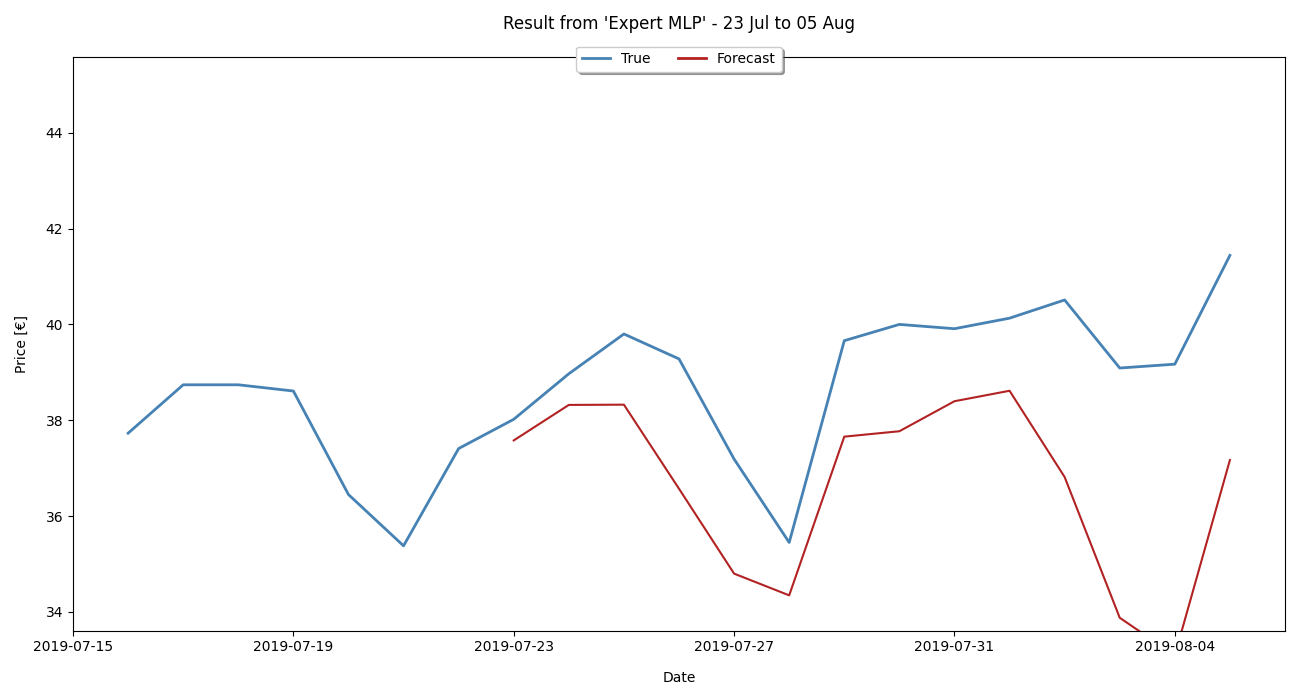 Result from 'Expert MLP' - 23 Jul to 05 Aug
True Forecast
44
42
40
38
36
34
Price [€]
2019-07-15 2019-07-19 2019-07-23 2019-07-27 2019-07-31 2019-08-04
Date